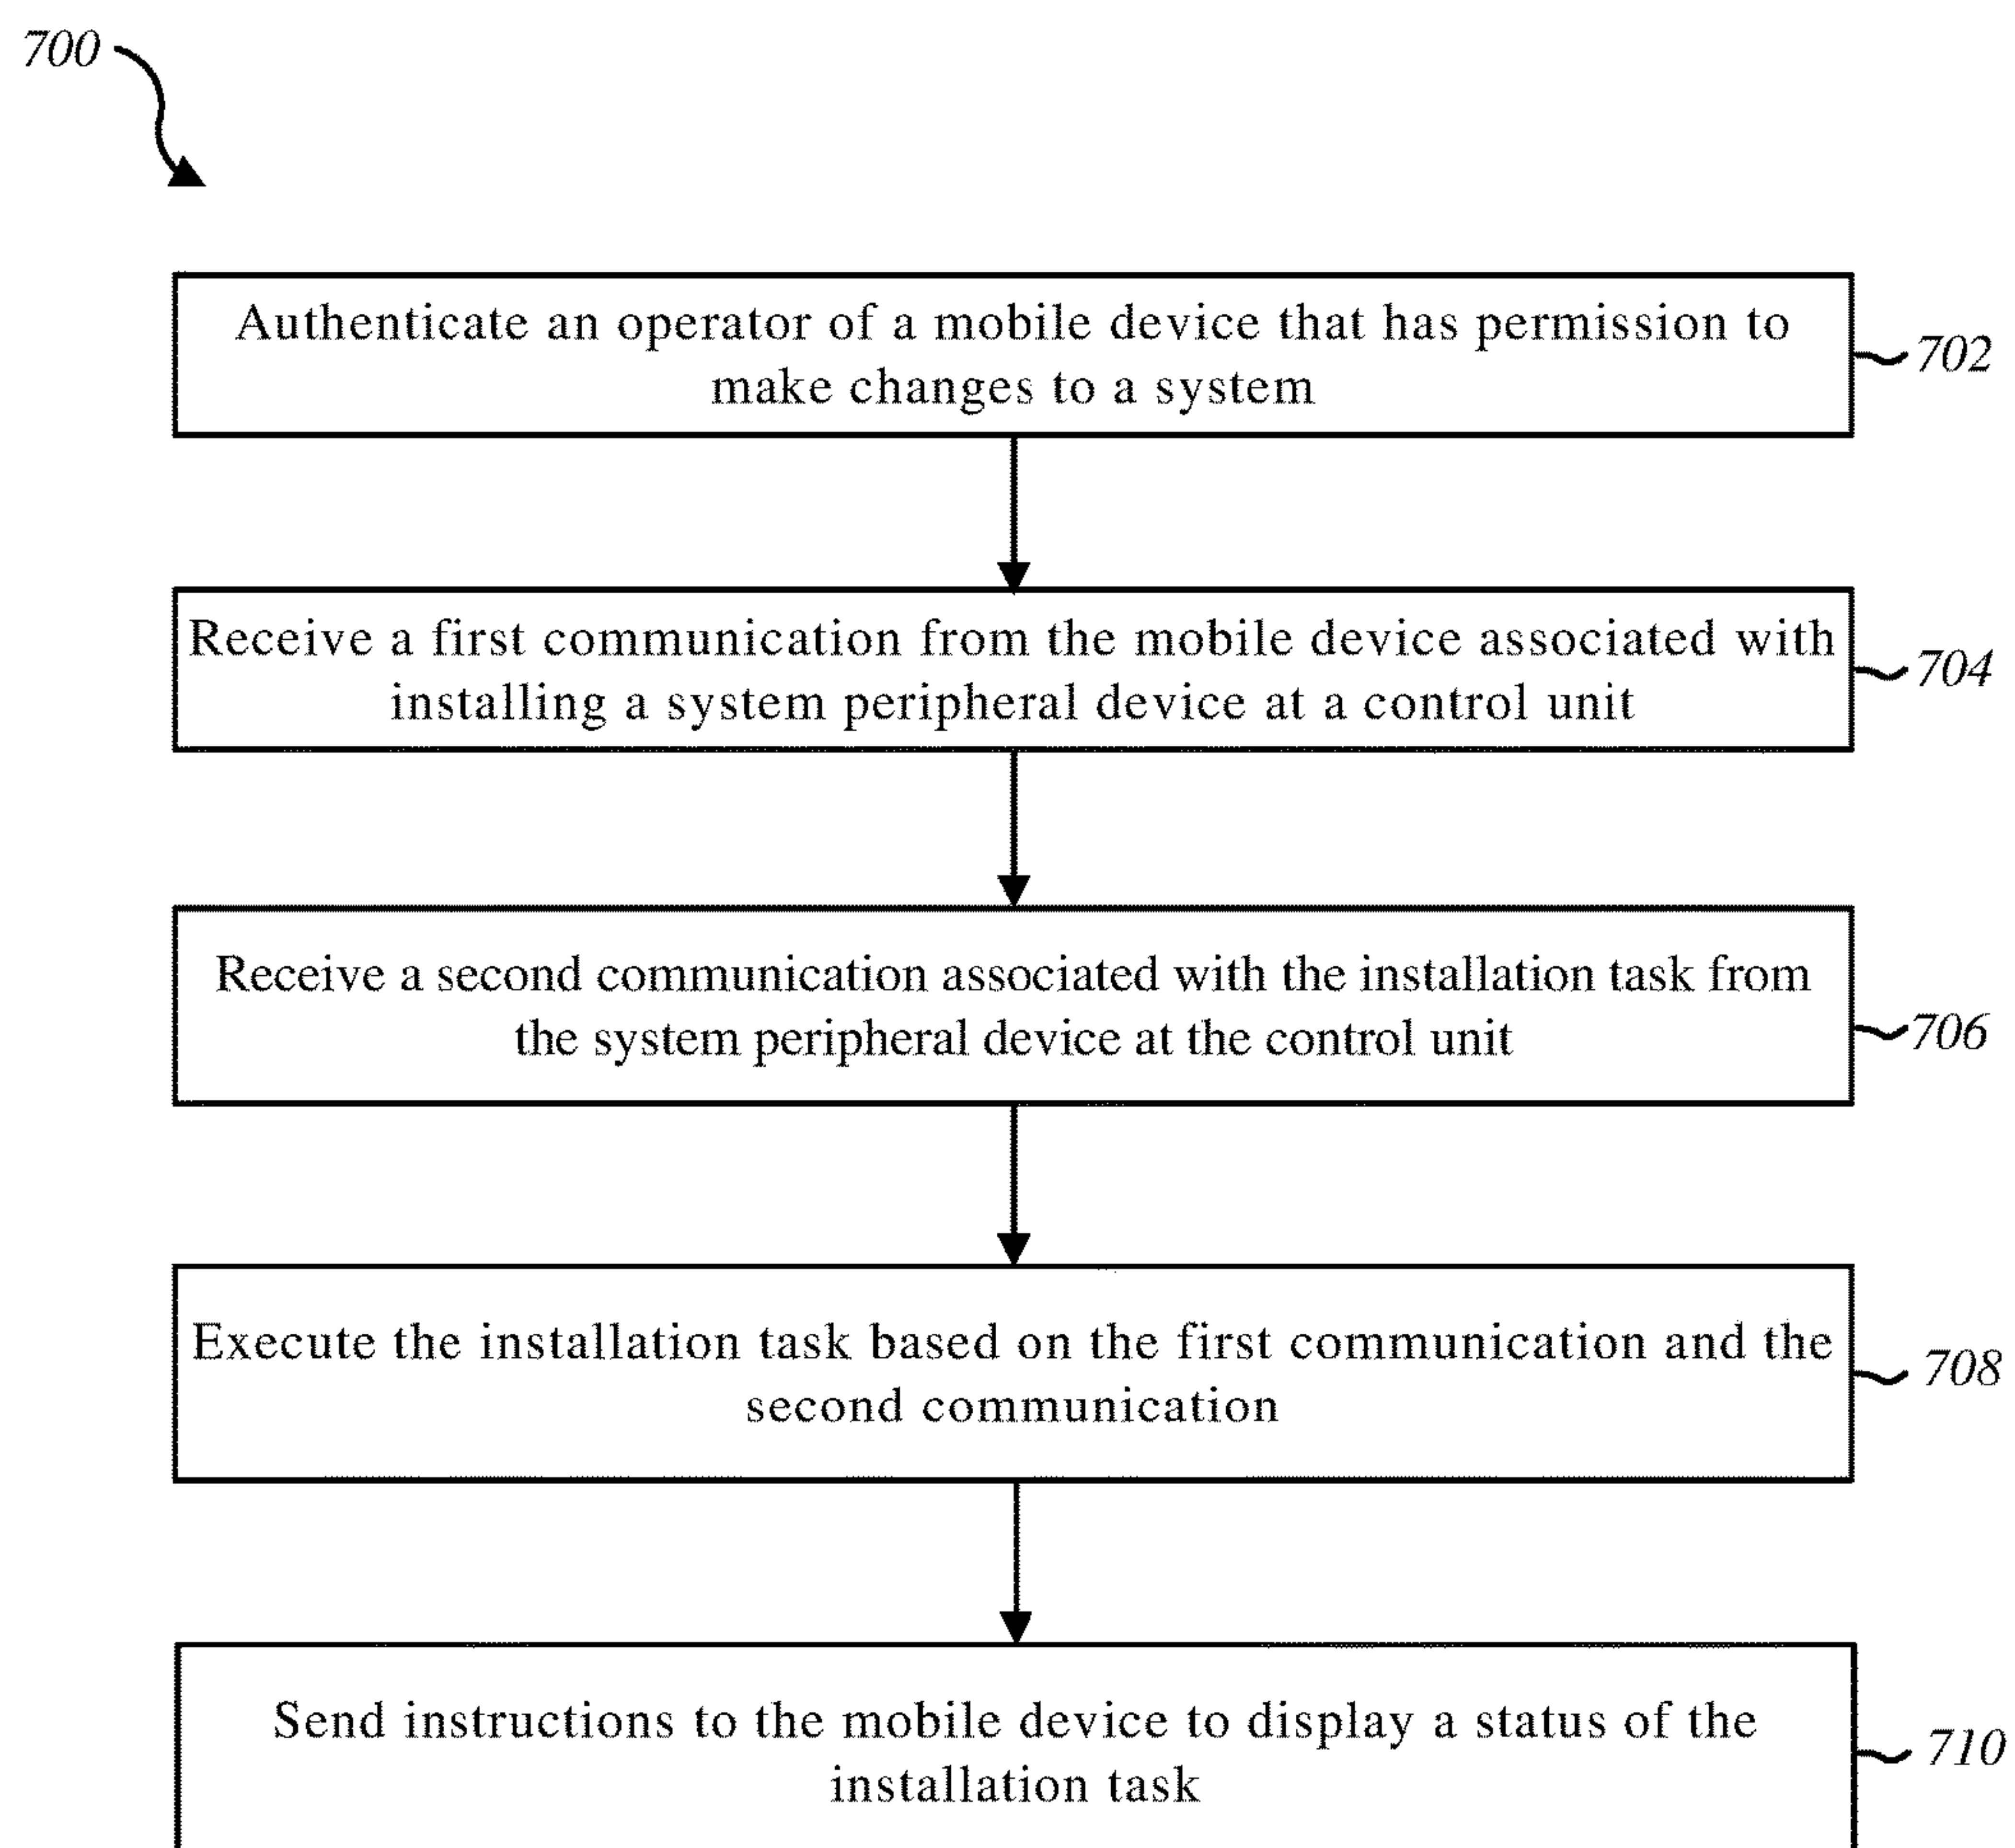 700
Authenticate an operator of a mobile device that has permission to
make changes to a system
702
Receive a first communication from the mobile device associated with
installing a system peripheral device at a control unit
704
Receive a second communication associated with the installation task from
the system peripheral device at the control unit
706
Execute the installation task based on the first communication and the
second communication
708
Send instructions to the mobile device to display a status of the
installation task
710